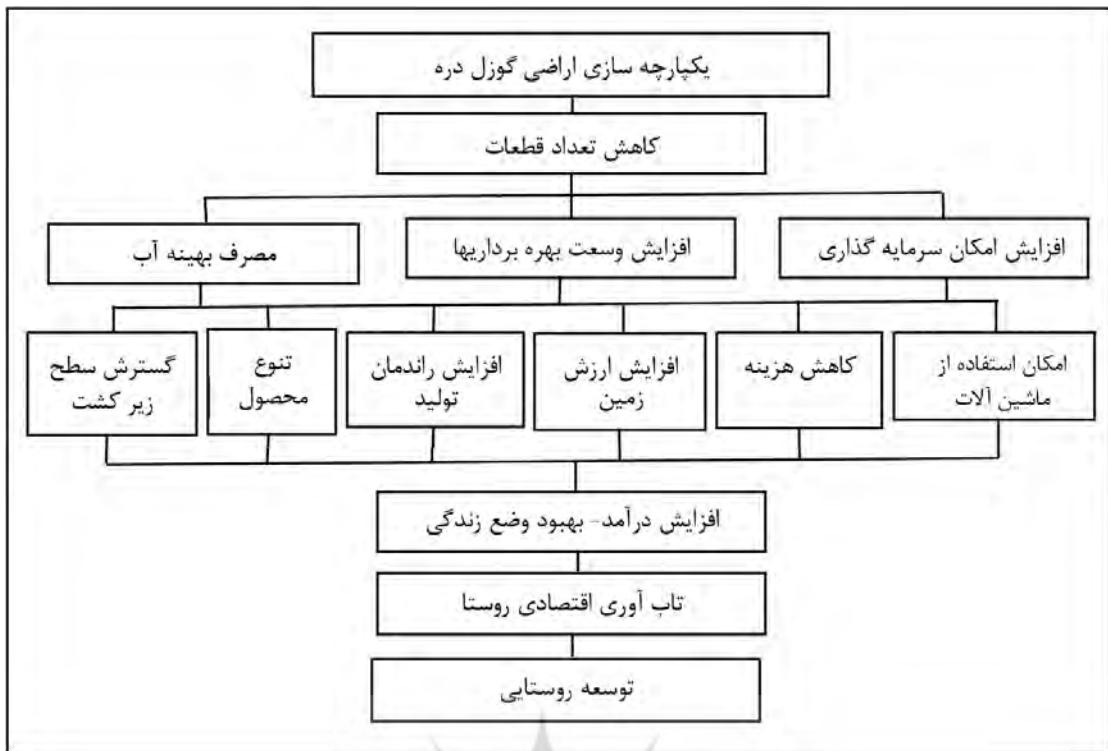 یکپارچه سازی اراضی گوزل دره
کاهش تعداد قطعات
افزایش امکان سرمایه گذاری
افزایش وسعت بهره برداریها
مصرف بهینه آب
امکان استفاده از
ماشین آلات
کاهش هزینه
افزایش ارزش
زمین
افزایش راندمان
تولید
تنوع
محصول
گسترش سطح
زیر کشت
افزایش درآمد- بهبود وضع زندگی
تاب آوری اقتصادی روستا
توسعه روستایی